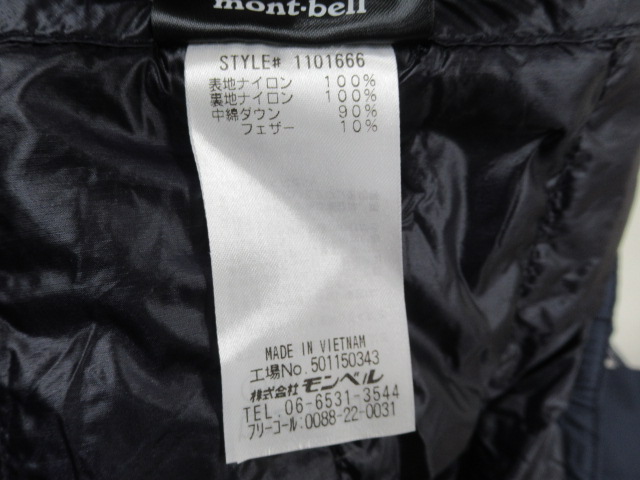 mont-bell
STYLE# 1101666
表地ナイロン 100%
裏地ナイロン 100%
中綿ダウン 90%
フェザー 10%
MADE IN VIETNAM
工場No.501150343
株式会社モンベル
TEL.06-6531-3544
フリーコール:0088-22-0031